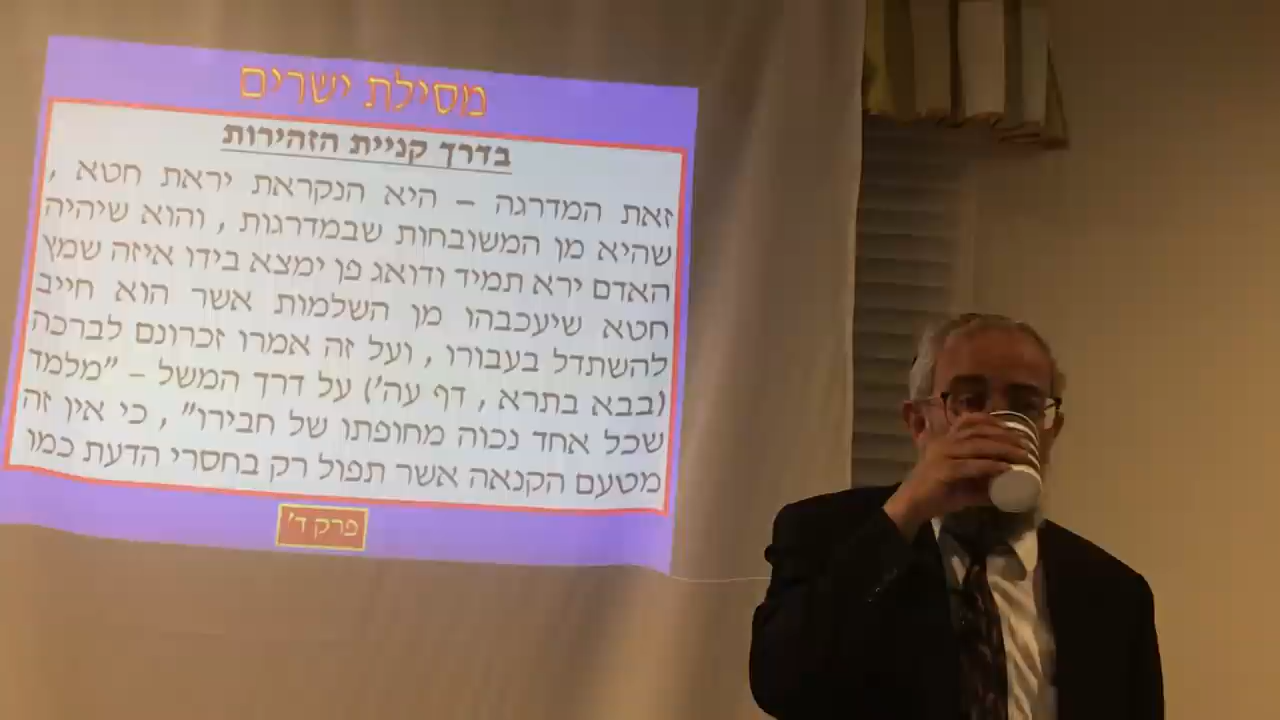 מסילת ישרים
בדרך קניית הזהירות
זאת המדרגה – היא הנקראת יראת חטא ,
שהיא מן המשובחות שבמדרגות , והוא שיהיה
האדם ירא תמיד ודואג פן ימצא בידו איזה שמץ
חטא שיעכבהו מן השלמות אשר הוא חייב
להשתדל בעבורו , ועל זה אמרו זכרונם לברכה
(בבא בתרא , דף עה') על דרך המשל – "מלמד
שכל אחד נכוה מחופתו של חבירו" , כי אין זה
מטעם הקנאה אשר תפול רק בחסרי הדעת כמו
פרק ד'